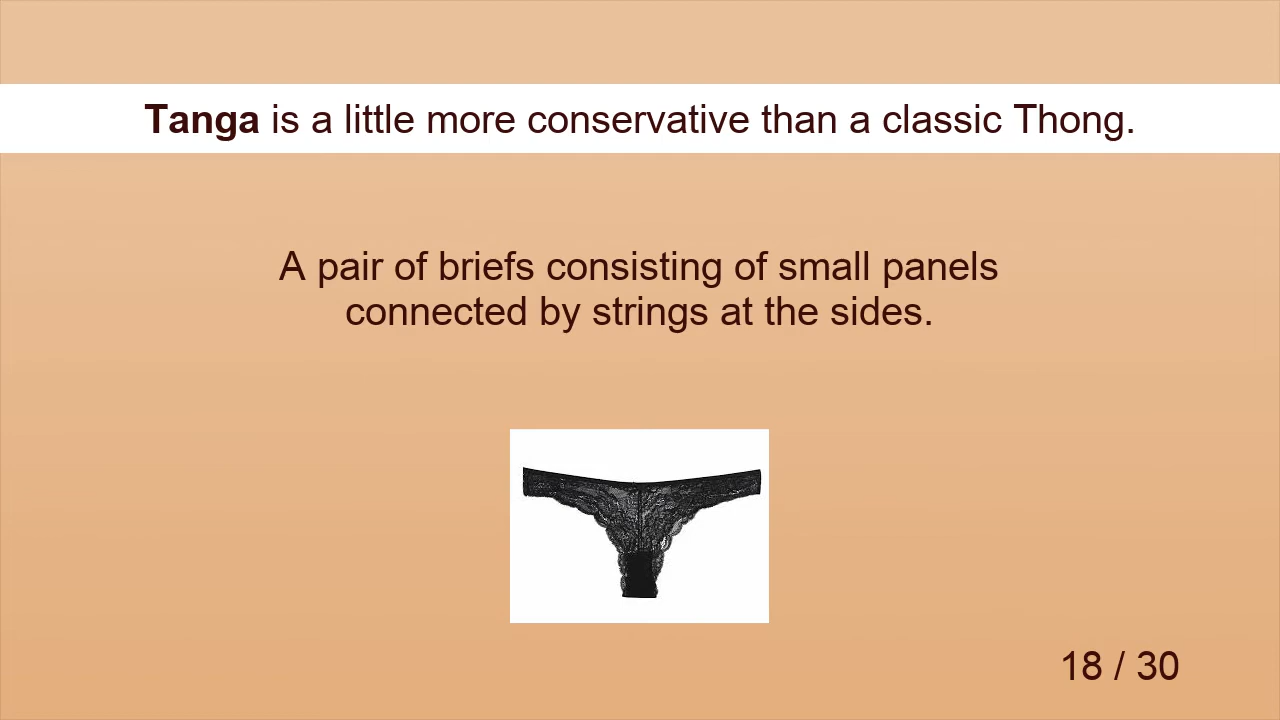 Tanga is a little more conservative than a classic Thong.
A pair of briefs consisting of small panels
connected by strings at the sides.
18 / 30